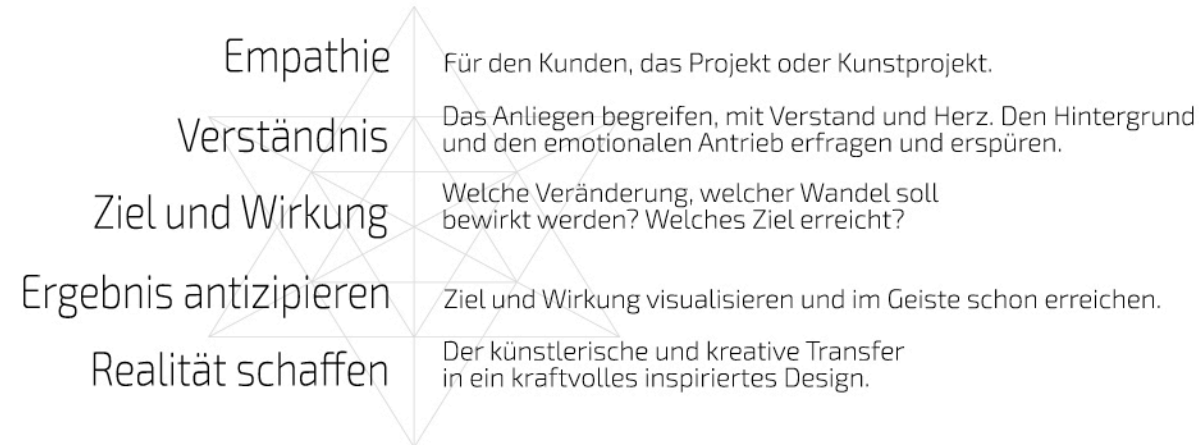 Empathie
Für den Kunden, das Projekt oder Kunstprojekt.
Verständnis
Das Anliegen begreifen, mit Verstand und Herz. Den Hintergrund
und den emotionalen Antrieb erfragen und erspüren.
Ziel und Wirkung
Welche Veränderung, welcher Wandel soll
bewirkt werden? Welches Ziel erreicht?
Ergebnis antizipieren
Ziel und Wirkung visualisieren und im Geiste schon erreichen.
Realität schaffen
Der künstlerische und kreative Transfer
in ein kraftvolles inspiriertes Design.